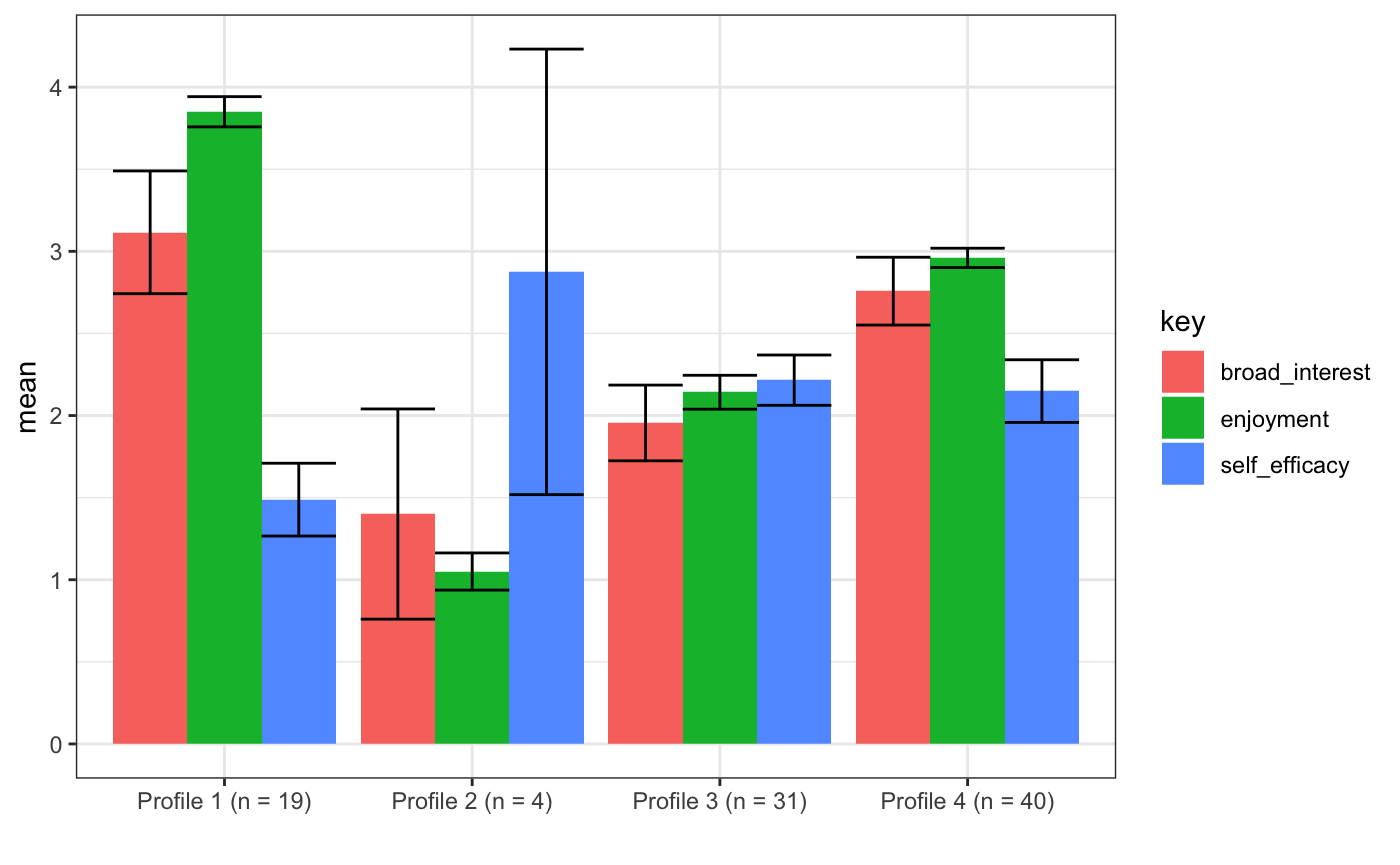 4
3
2
1
0
mean
Profile 1 (n = 19)
Profile 2 (n = 4)
Profile 3 (n = 31)
Profile 4 (n = 40)
key
broad_interest
enjoyment
self_efficacy